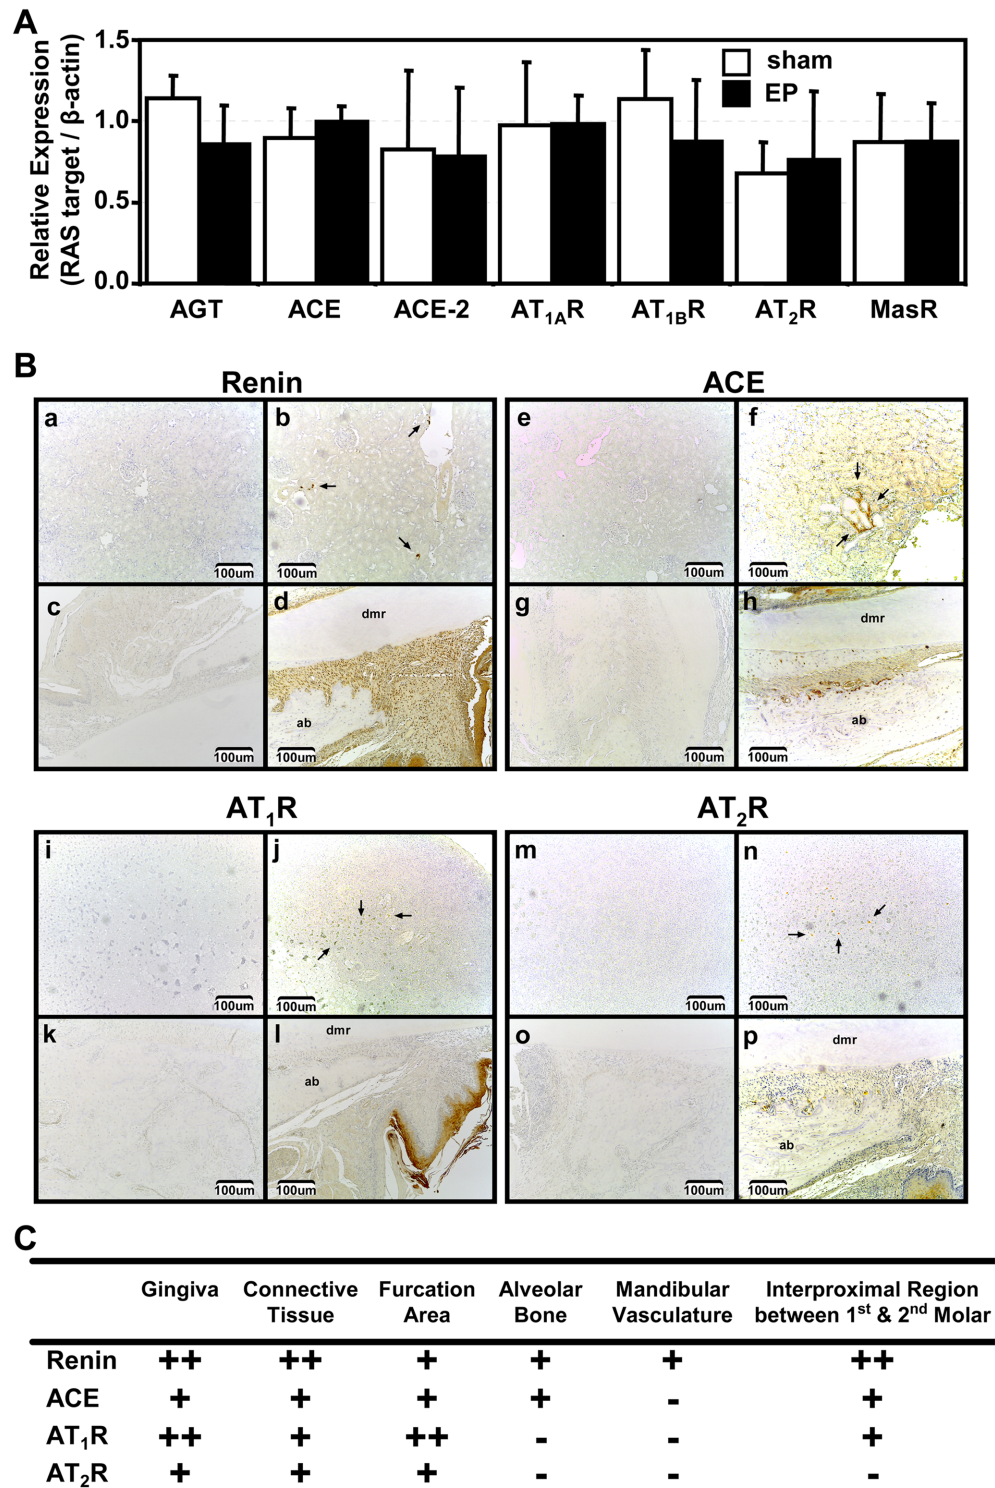 A
Relative Expression
(RAS target / β-actin)
1.5
1.0
0.5
0.0
sham
EP
AGT ACE ACE-2 AT1AR AT1BR AT2R MasR
B
Renin ACE
a b e f
100um 100um 100um 100um
c d g h
dmr dmr
ab ab
100um 100um 100um 100um
AT1R AT2R
i j m n
100um 100um 100um 100um
k l o p
dmr dmr
ab ab
100um 100um 100um 100um
C
Gingiva Connective Furcation Alveolar Mandibular Interproximal Region
Tissue Area Bone Vasculature between 1st & 2nd Molar
Renin ++ ++ + + + ++
ACE + + + + - +
AT1R ++ + ++ - - +
AT2R + + + - - -